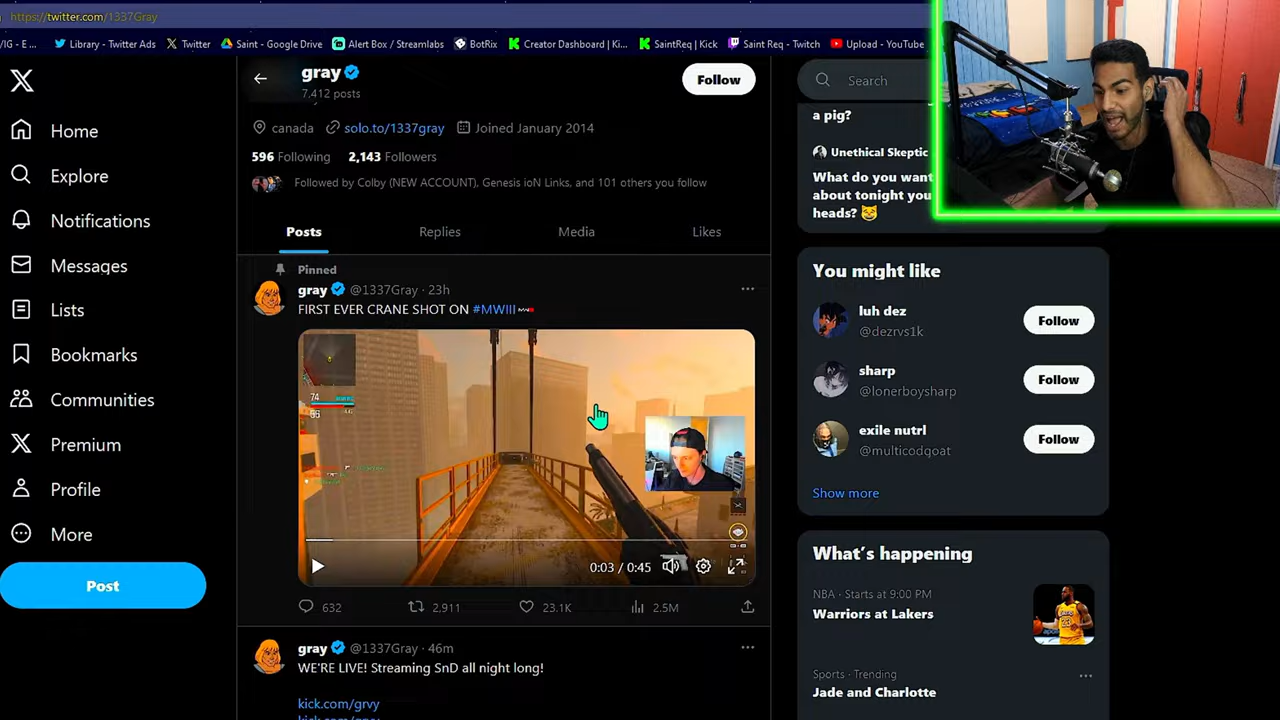 https://twitter.com/1337Gray
/IG - E ...
Library - Twitter Ads
Twitter
Saint - Google Drive
Alert Box / Streamlabs
BotRix
Creator Dashboard | Ki...
SaintReq | Kick
Saint Req - Twitch
Upload - YouTube
gray
7,412 posts
Follow
Search
canada
solo.to/1337gray
Joined January 2014
596 Following
2,143 Followers
Followed by Colby (NEW ACCOUNT), Genesis ioN Links, and 101 others you follow
Posts
Replies
Media
Likes
Home
Explore
Notifications
Messages
Lists
Bookmarks
Communities
Premium
Profile
More
Post
Pinned
gray @1337Gray · 23h
FIRST EVER CRANE SHOT ON #MWIII
74
0:03 / 0:45
632
2,911
23.1K
2.5M
gray @1337Gray · 46m
WE'RE LIVE! Streaming SnD all night long!
kick.com/grvy
a pig?
Unethical Skeptic
What do you want
about tonight you
heads?
You might like
luh dez
@dezrvs1k
Follow
sharp
@lonerboysharp
Follow
exile nutrl
@multicodgoat
Follow
Show more
What's happening
NBA · Starts at 9:00 PM
Warriors at Lakers
Sports · Trending
Jade and Charlotte